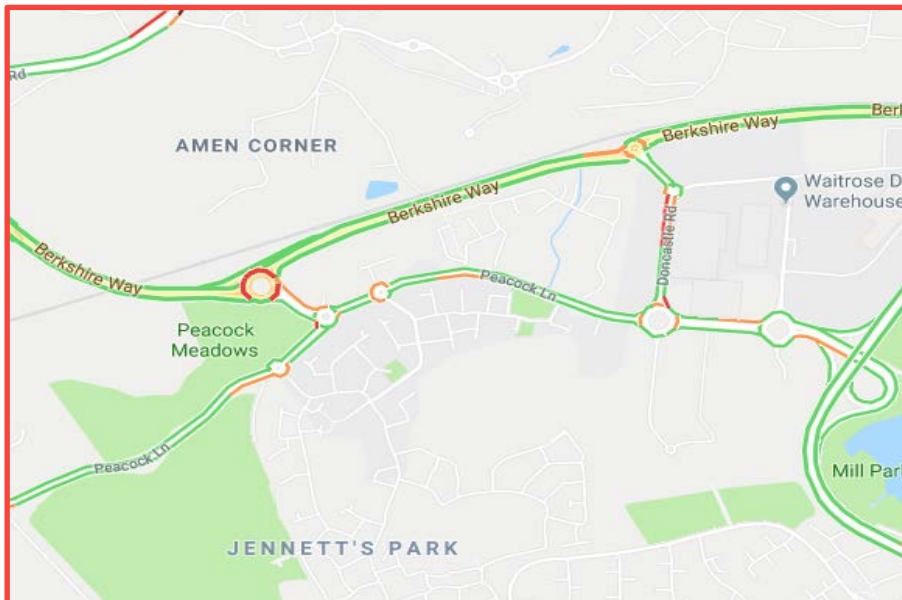 Rd
Berkshire Way
Berk
AMEN CORNER
Waitrose D
Warehouse
Berkshire Way
Doncastle Rd
Berkshire Way
Peacock Ln
Peacock
Meadows
Peacock Ln
Mill Park
JENNETT'S PARK